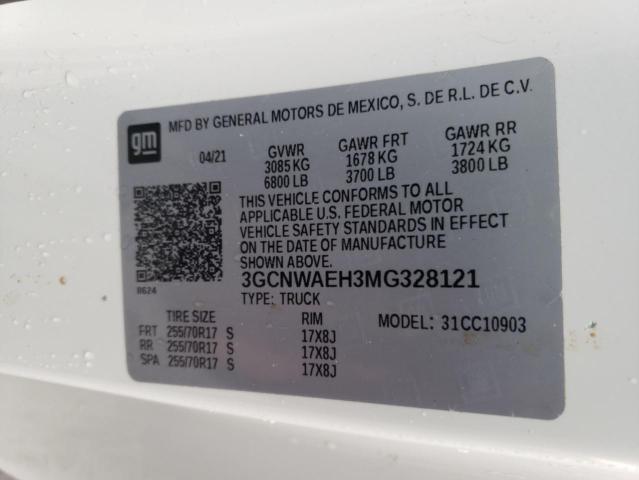 gm
MFD BY GENERAL MOTORS DE MEXICO, S. DE R.L. DE C.V.
04/21 GVWR GAWR FRT GAWR RR
3085 KG 1678 KG 1724 KG
6800 LB 3700 LB 3800 LB
THIS VEHICLE CONFORMS TO ALL
APPLICABLE U.S. FEDERAL MOTOR
VEHICLE SAFETY STANDARDS IN EFFECT
ON THE DATE OF MANUFACTURE
SHOWN ABOVE.
8624
3GCNWAEH3MG328121
TYPE: TRUCK
TIRE SIZE RIM MODEL: 31CC10903
FRT 255/70R17 S 17X8J
RR 255/70R17 S 17X8J
SPA 255/70R17 S 17X8J